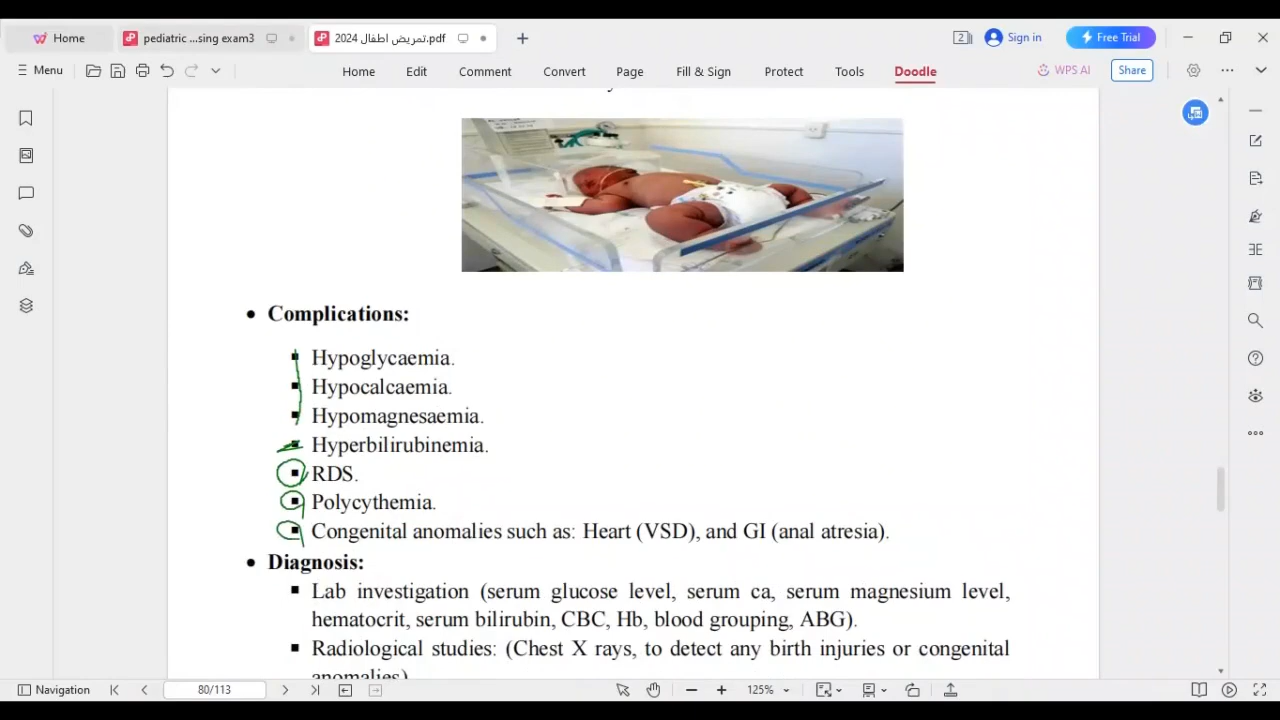 Home
pediatric ...sing exam3
تمريض اطفال 2024.pdf
2
Sign in
Free Trial
Menu
Home
Edit
Comment
Convert
Page
Fill & Sign
Protect
Tools
Doodle
WPS AI
Share
• Complications:
▪ Hypoglycaemia.
▪ Hypocalcaemia.
▪ Hypomagnesaemia.
▪ Hyperbilirubinemia.
▪ RDS.
▪ Polycythemia.
▪ Congenital anomalies such as: Heart (VSD), and GI (anal atresia).
• Diagnosis:
▪ Lab investigation (serum glucose level, serum ca, serum magnesium level,
hematocrit, serum bilirubin, CBC, Hb, blood grouping, ABG).
▪ Radiological studies: (Chest X rays, to detect any birth injuries or congenital
anomalies)
Navigation
80/113
125%